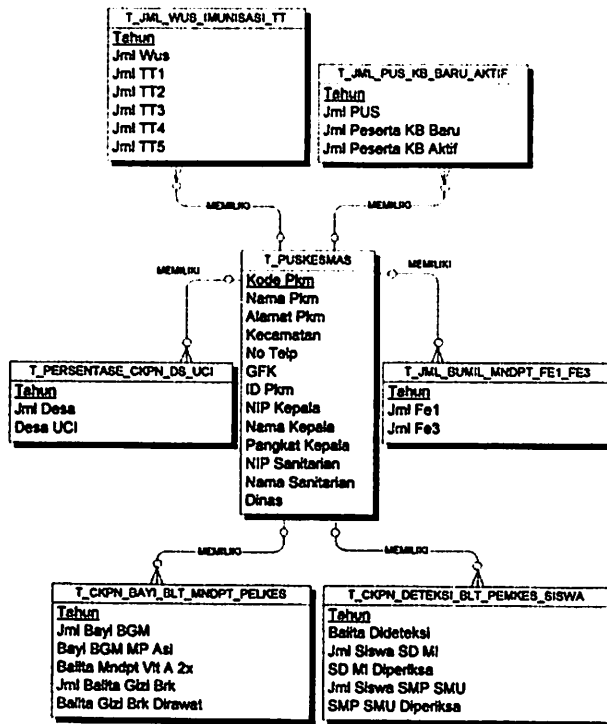 T_JML_WUS_IMUNISASI_TT
Tahun
Jml Wus
Jml TT1
Jml TT2
Jml TT3
Jml TT4
Jml TT5
T_JML_PUS_KB_BARU_AKTIF
Tahun
Jml PUS
Jml Peserta KB Baru
Jml Peserta KB Aktif
MEMILIKI
MEMILIKI
T_PUSKESMAS
Kode Pkm
Nama Pkm
Alamat Pkm
Kecamatan
No Telp
GFK
ID Pkm
NIP Kepala
Nama Kepala
Pangkat Kepala
NIP Sanitarian
Nama Sanitarian
Dinas
MEMILIKI
MEMILIKI
T_PERSENTASE_CKPN_DS_UCI
Tahun
Jml Desa
Desa UCI
T_JML_BUMIL_MNDPT_FE1_FE3
Tahun
Jml Fe1
Jml Fe3
MEMILIKI
MEMILIKI
T_CKPN_BAYI_BLT_MNDPT_PELKES
Tahun
Jml Bayi BGM
Bayi BGM MP Asi
Balita Mndpt Vit A 2x
Jml Balita Gizi Brk
Balita Gizi Brk Dirawat
T_CKPN_DETEKSI_BLT_PEMKES_SISWA
Tahun
Balita Dideteksi
Jml Siswa SD MI
SD MI Diperiksa
Jml Siswa SMP SMU
SMP SMU Diperiksa